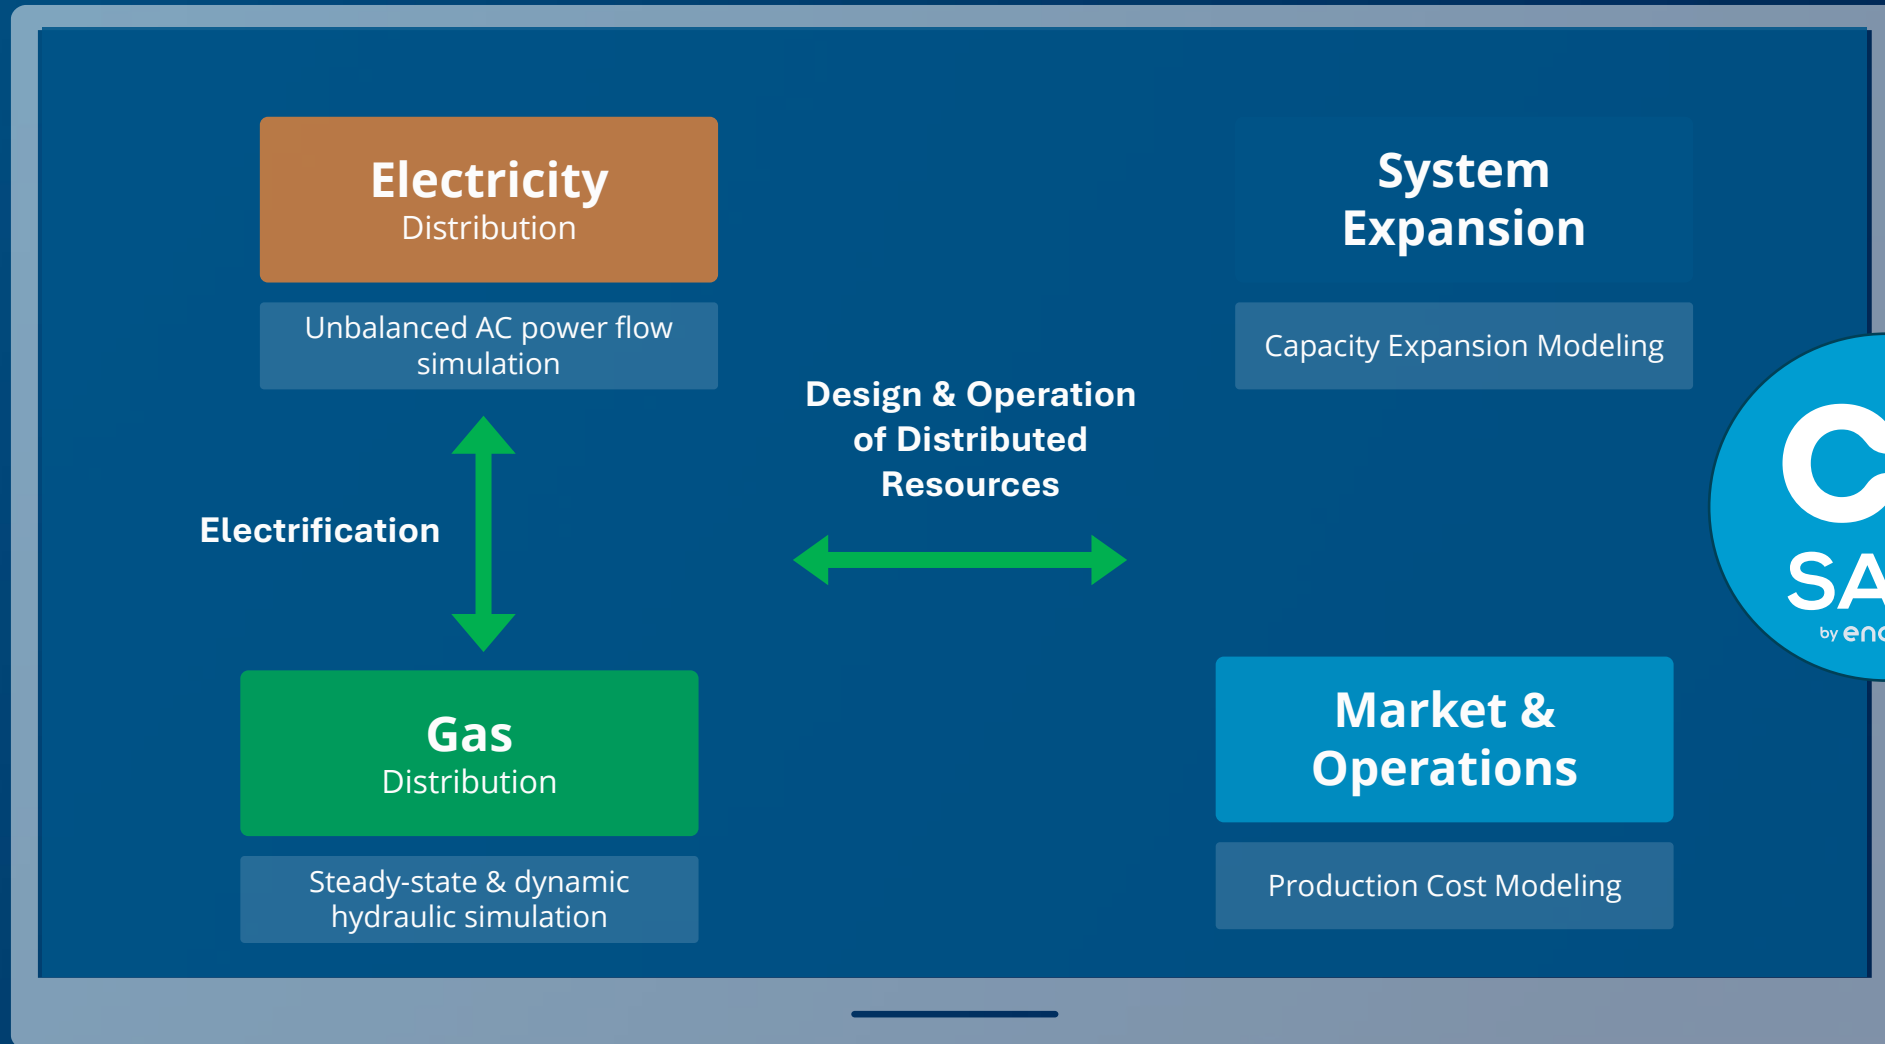 Electricity
Distribution
Unbalanced AC power flow
simulation
System
Expansion
Capacity Expansion Modeling
Design & Operation
of Distributed
Resources
Electrification
Gas
Distribution
Steady-state & dynamic
hydraulic simulation
Market &
Operations
Production Cost Modeling
by